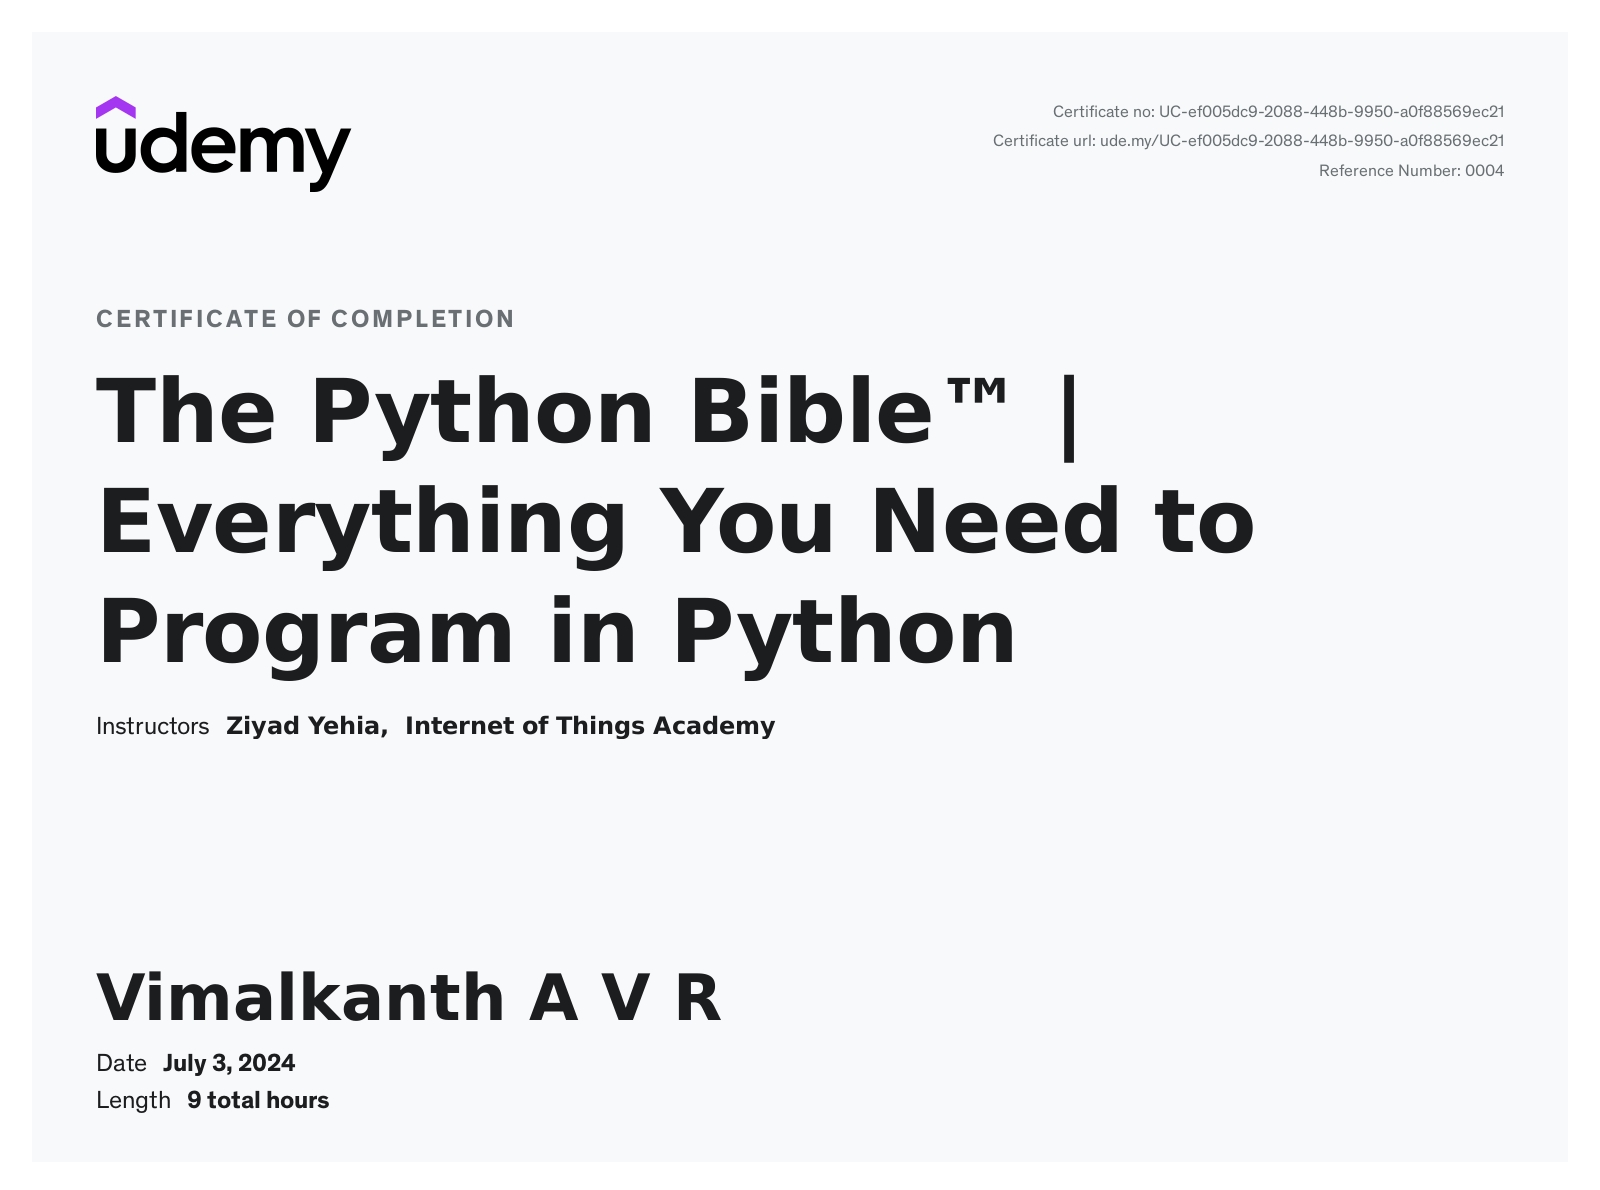 udemy
Certificate no: UC-ef005dc9-2088-448b-9950-a0f88569ec21
Certificate url: ude.my/UC-ef005dc9-2088-448b-9950-a0f88569ec21
Reference Number: 0004
CERTIFICATE OF COMPLETION
The Python Bible™ |
Everything You Need to
Program in Python
Instructors Ziyad Yehia, Internet of Things Academy
Vimalkanth A V R
Date July 3, 2024
Length 9 total hours